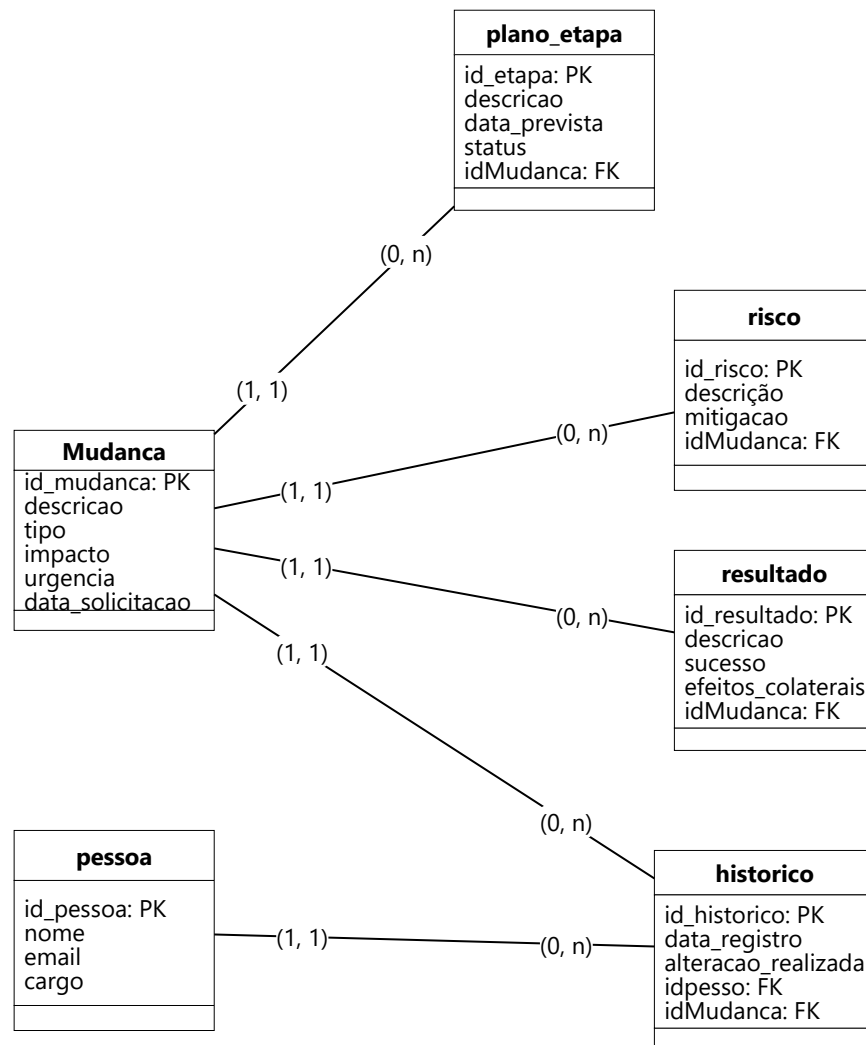 plano_etapa
id_etapa: PK
descricao
data_prevista
status
idMudanca: FK
(0, n)
(1, 1)
risco
id_risco: PK
descrição
mitigacao
idMudanca: FK
(0, n)
(1, 1)
Mudanca
id_mudanca: PK
descricao
tipo
impacto
urgencia
data_solicitacao
(1, 1)
(0, n)
resultado
id_resultado: PK
descricao
sucesso
efeitos_colaterais
idMudanca: FK
(1, 1)
(0, n)
pessoa
id_pessoa: PK
nome
email
cargo
(1, 1)
(0, n)
historico
id_historico: PK
data_registro
alteracao_realizada
idpesso: FK
idMudanca: FK